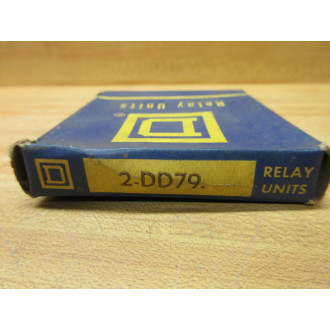 Relay Units
®
D
2-DD79.
RELAY
UNITS
D
®